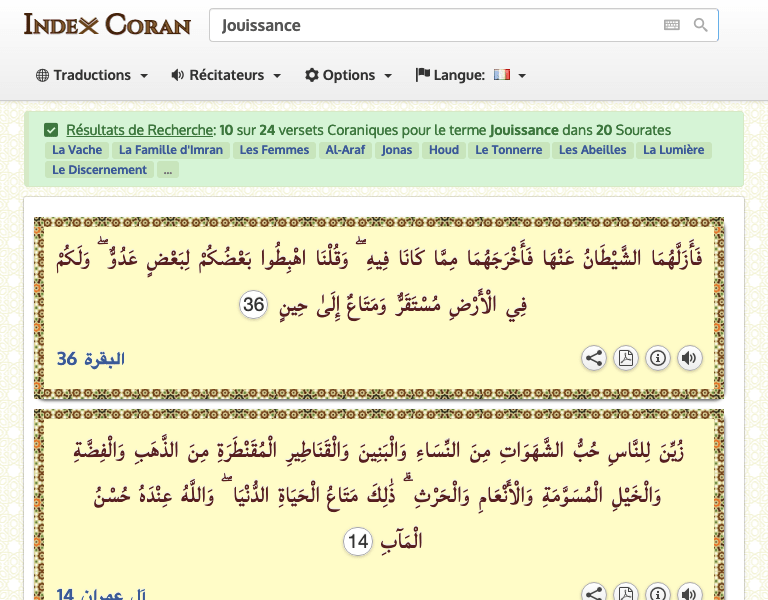 INDEX CORAN
Jouissance
Traductions Récitateurs Options Langue:
Résultats de Recherche: 10 sur 24 versets Coraniques pour le terme Jouissance dans 20 Sourates
La Vache La Famille d'Imran Les Femmes Al-Araf Jonas Houd Le Tonnerre Les Abeilles La Lumière
Le Discernement ...
فَأَزَلَّهُمَا الشَّيْطَانُ عَنْهَا فَأَخْرَجَهُمَا مِمَّا كَانَا فِيهِ ۖ وَقُلْنَا اهْبِطُوا بَعْضُكُمْ لِبَعْضٍ عَدُوٌّ ۖ وَلَكُمْ
فِي الْأَرْضِ مُسْتَقَرٌّ وَمَتَاعٌ إِلَىٰ حِينٍ 36
البقرة 36
زُيِّنَ لِلنَّاسِ حُبُّ الشَّهَوَاتِ مِنَ النِّسَاءِ وَالْبَنِينَ وَالْقَنَاطِيرِ الْمُقَنْطَرَةِ مِنَ الذَّهَبِ وَالْفِضَّةِ
وَالْخَيْلِ الْمُسَوَّمَةِ وَالْأَنْعَامِ وَالْحَرْثِ ۗ ذَٰلِكَ مَتَاعُ الْحَيَاةِ الدُّنْيَا ۖ وَاللَّهُ عِنْدَهُ حُسْنُ
الْمَآبِ 14
آل عمران 14